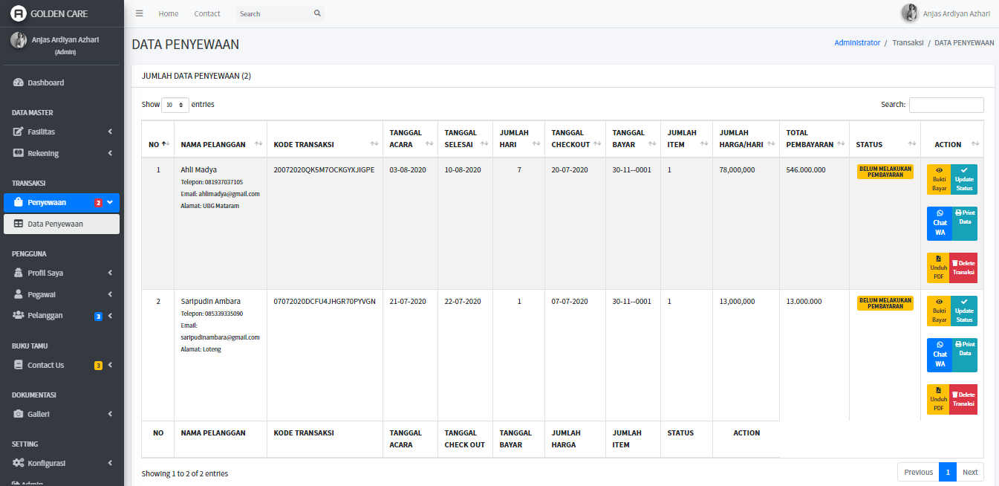 GOLDEN CARE
Home Contact Search
Anjas Ardiyan Azhari
Anjas Ardiyan Azhari
(Admin)
Dashboard
DATA MASTER
Fasilitas
Rekening
TRANSAKSI
Penyewaan 2
Data Penyewaan
PENGGUNA
Profil Saya
Pegawai
Pelanggan 3
BUKU TAMU
Contact Us 3
DOKUMENTASI
Galleri
SETTING
Konfigurasi
Admin
DATA PENYEWAAN
Administrator / Transaksi / DATA PENYEWAAN
JUMLAH DATA PENYEWAAN (2)
Show 10 entries
Search:
NO
NAMA PELANGGAN
KODE TRANSAKSI
TANGGAL
ACARA
TANGGAL
SELESAI
JUMLAH
HARI
TANGGAL
CHECKOUT
TANGGAL
BAYAR
JUMLAH
ITEM
JUMLAH
HARGA/HARI
TOTAL
PEMBAYARAN
STATUS
ACTION
1
Ahli Madya
Telepon: 081937037105
Email: ahlimadya@gmail.com
Alamat: UBG Mataram
20072020QK5M7OCKGYXJIGPE
03-08-2020
10-08-2020
7
20-07-2020
30-11--0001
1
78,000,000
546.000.000
BELUM MELAKUKAN
PEMBAYARAN
Bukti
Bayar
Update
Status
Chat
WA
Print
Data
Unduh
PDF
Delete
Tranaksi
2
Saripudin Ambara
Telepon: 085339335090
Email:
saripudinambara@gmail.com
Alamat: Loteng
07072020DCFU4JHGR70PYVGN
21-07-2020
22-07-2020
1
07-07-2020
30-11--0001
1
13,000,000
13.000.000
BELUM MELAKUKAN
PEMBAYARAN
Bukti
Bayar
Update
Status
Chat
WA
Print
Data
Unduh
PDF
Delete
Tranaksi
NO
NAMA PELANGGAN
KODE TRANSAKSI
TANGGAL
ACARA
TANGGAL
CHECK OUT
TANGGAL
BAYAR
JUMLAH
HARGA
JUMLAH
ITEM
STATUS
ACTION
Showing 1 to 2 of 2 entries
Previous 1 Next